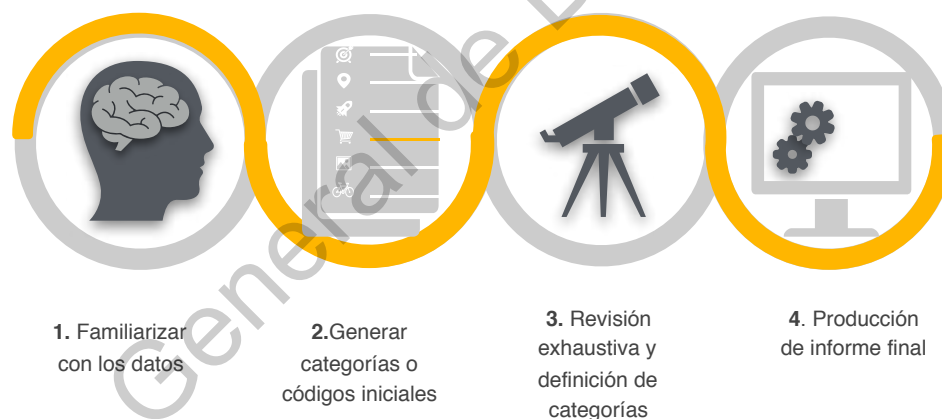 General de
1. Familiarizar
con los datos
2.Generar
categorías o
códigos iniciales
3. Revisión
exhaustiva y
definición de
categorías
4. Producción
de informe final